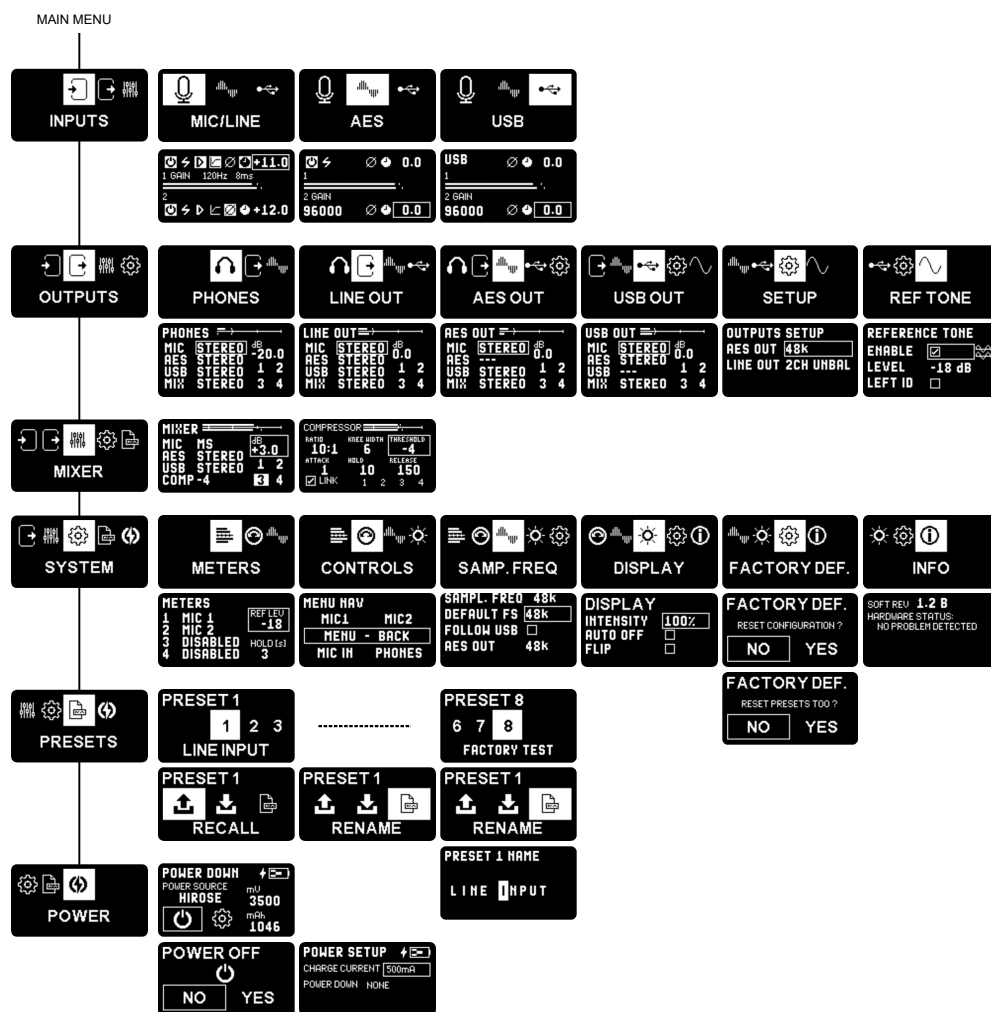 MAIN MENU
INPUTS
MIC/LINE
AES
USB
+11.0
1 GAIN 120Hz 8ms
2
+12.0
0.0
1
2 GAIN
96000 0.0
USB 0.0
1
2 GAIN
96000 0.0
OUTPUTS
PHONES
LINE OUT
AES OUT
USB OUT
SETUP
REF TONE
PHONES
MIC STEREO dB
AES STEREO -20.0
USB STEREO 1 2
MIX STEREO 3 4
LINE OUT
MIC STEREO dB
AES STEREO 0.0
USB STEREO 1 2
MIX STEREO 3 4
AES OUT
MIC STEREO dB
AES --- 0.0
USB STEREO 1 2
MIX STEREO 3 4
USB OUT
MIC STEREO dB
AES STEREO 0.0
USB --- 1 2
MIX STEREO 3 4
OUTPUTS SETUP
AES OUT 48k
LINE OUT 2CH UNBAL
REFERENCE TONE
ENABLE
LEVEL -18 dB
LEFT ID
MIXER
MIXER
MIC MS dB
AES STEREO +3.0
USB STEREO 1 2
COMP -4 3 4
COMPRESSOR
RATIO KNEE WIDTH THRESHOLD
10:1 6 -4
ATTACK HOLD RELEASE
1 10 150
LINK 1 2 3 4
SYSTEM
METERS
CONTROLS
SAMP. FREQ
DISPLAY
FACTORY DEF.
INFO
METERS
1 MIC 1 REF LEV
2 MIC 2 -18
3 DISABLED HOLD [s]
4 DISABLED 3
MENU NAV
MIC1 MIC2
MENU - BACK
MIC IN PHONES
SAMPL. FREQ 48k
DEFAULT FS 48k
FOLLOW USB
AES OUT 48k
DISPLAY
INTENSITY 100%
AUTO OFF
FLIP
FACTORY DEF.
RESET CONFIGURATION ?
NO YES
SOFT REV 1.2 B
HARDWARE STATUS:
NO PROBLEM DETECTED
FACTORY DEF.
RESET PRESETS TOO ?
NO YES
PRESETS
PRESET 1
1 2 3
LINE INPUT
PRESET 8
6 7 8
FACTORY TEST
PRESET 1
RECALL
PRESET 1
RENAME
PRESET 1
RENAME
PRESET 1 NAME
LINE INPUT
POWER
POWER DOWN
POWER SOURCE mV
HIROSE 3500
mAh
1046
POWER OFF
NO YES
POWER SETUP
CHARGE CURRENT 500mA
POWER DOWN NONE